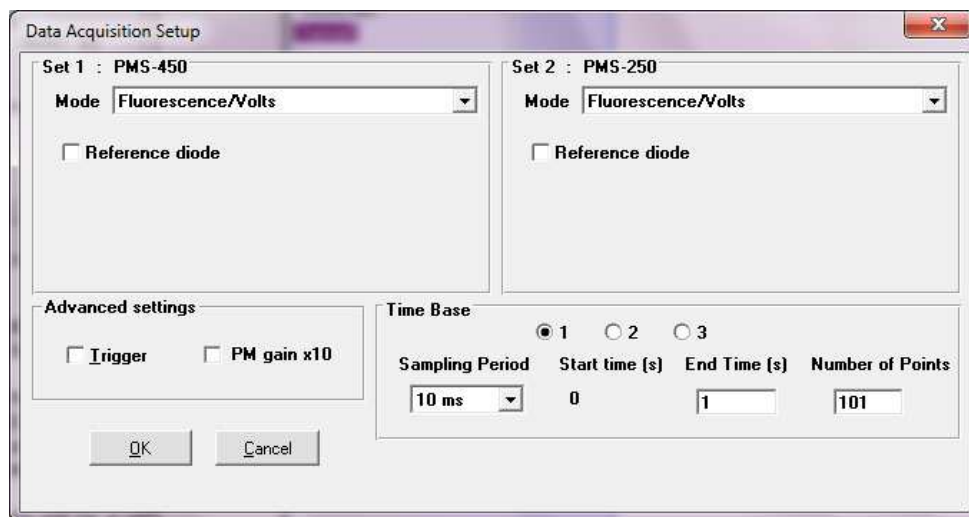 Data Acquisition Setup
Set 1 : PMS-450
Mode Fluorescence/Volts
Reference diode
Set 2 : PMS-250
Mode Fluorescence/Volts
Reference diode
Advanced settings
Trigger PM gain x10
Time Base
1 2 3
Sampling Period Start time (s) End Time (s) Number of Points
10 ms 0 1 101
OK Cancel